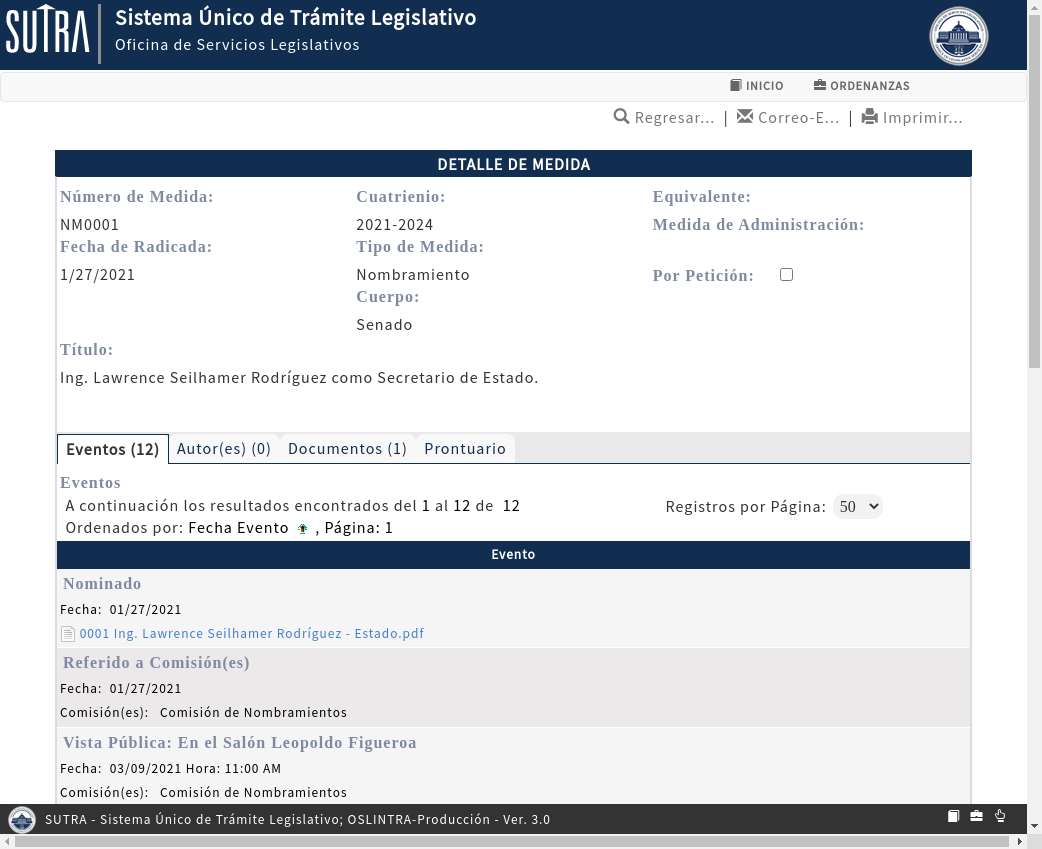 SUTRA
Sistema Único de Trámite Legislativo
Oficina de Servicios Legislativos
INICIO ORDENANZAS
Regresar... | Correo-E... | Imprimir...
DETALLE DE MEDIDA
Número de Medida: Cuatrienio: Equivalente:
NM0001 2021-2024 Medida de Administración:
Fecha de Radicada: Tipo de Medida:
1/27/2021 Nombramiento Por Petición:
Cuerpo:
Senado
Título:
Ing. Lawrence Seilhamer Rodríguez como Secretario de Estado.
Eventos (12) Autor(es) (0) Documentos (1) Prontuario
Eventos
A continuación los resultados encontrados del 1 al 12 de 12 Registros por Página: 50
Ordenados por: Fecha Evento , Página: 1
Evento
Nominado
Fecha: 01/27/2021
0001 Ing. Lawrence Seilhamer Rodríguez - Estado.pdf
Referido a Comisión(es)
Fecha: 01/27/2021
Comisión(es): Comisión de Nombramientos
Vista Pública: En el Salón Leopoldo Figueroa
Fecha: 03/09/2021 Hora: 11:00 AM
Comisión(es): Comisión de Nombramientos
SUTRA - Sistema Único de Trámite Legislativo; OSLINTRA-Producción - Ver. 3.0